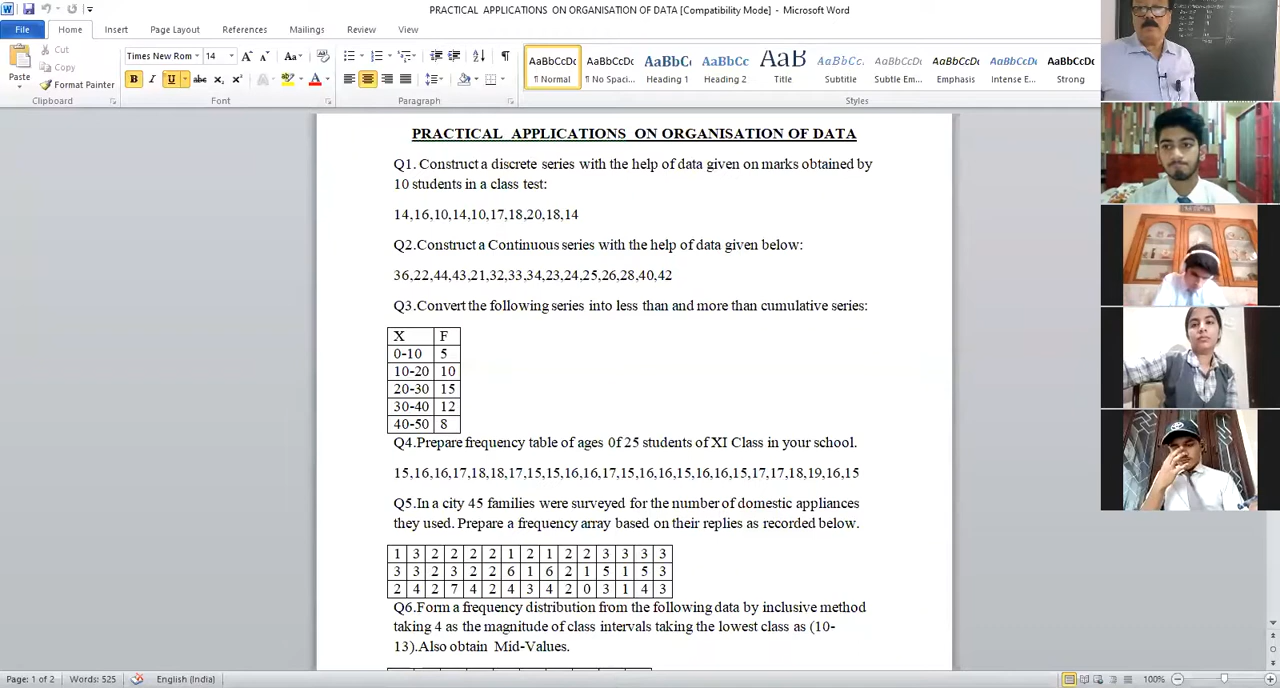 PRACTICAL APPLICATIONS ON ORGANISATION OF DATA [Compatibility Mode] - Microsoft Word
File Home Insert Page Layout References Mailings Review View
Paste
Cut
Copy
Format Painter
Times New Rom 14
AaBbCcDc AaBbCcDc AaBbCc AaBbCc AaB AaBbCc. AaBbCcDc AaBbCcDc AaBbCcDc AaBbCcDc
¶ Normal ¶ No Spaci... Heading 1 Heading 2 Title Subtitle Subtle Em... Emphasis Intense E... Strong
Clipboard Font Paragraph Styles
PRACTICAL APPLICATIONS ON ORGANISATION OF DATA
Q1. Construct a discrete series with the help of data given on marks obtained by
10 students in a class test:
14,16,10,14,10,17,18,20,18,14
Q2.Construct a Continuous series with the help of data given below:
36,22,44,43,21,32,33,34,23,24,25,26,28,40,42
Q3.Convert the following series into less than and more than cumulative series:
X F
0-10 5
10-20 10
20-30 15
30-40 12
40-50 8
Q4.Prepare frequency table of ages 0f 25 students of XI Class in your school.
15,16,16,17,18,18,17,15,15,16,16,17,15,16,16,15,16,16,15,17,17,18,19,16,15
Q5.In a city 45 families were surveyed for the number of domestic appliances
they used. Prepare a frequency array based on their replies as recorded below.
1 3 2 2 2 2 1 2 1 2 2 3 3 3 3
3 3 2 3 2 2 6 1 6 2 1 5 1 5 3
2 4 2 7 4 2 4 3 4 2 0 3 1 4 3
Q6.Form a frequency distribution from the following data by inclusive method
taking 4 as the magnitude of class intervals taking the lowest class as (10-
13).Also obtain Mid-Values.
Page: 1 of 2 Words: 525 English (India) 100%